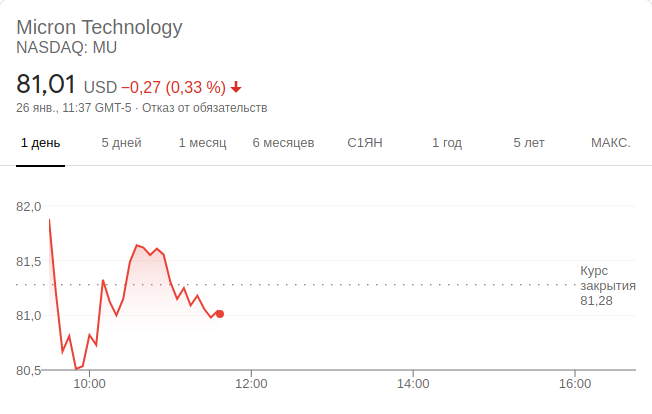 Micron Technology
NASDAQ: MU
81,01 USD −0,27 (0,33 %)
26 янв., 11:37 GMT-5 · Отказ от обязательств
1 день 5 дней 1 месяц 6 месяцев С1ЯН 1 год 5 лет МАКС.
82,0
81,5
Курс
закрытия
81,28
81,0
80,5
10:00 12:00 14:00 16:00